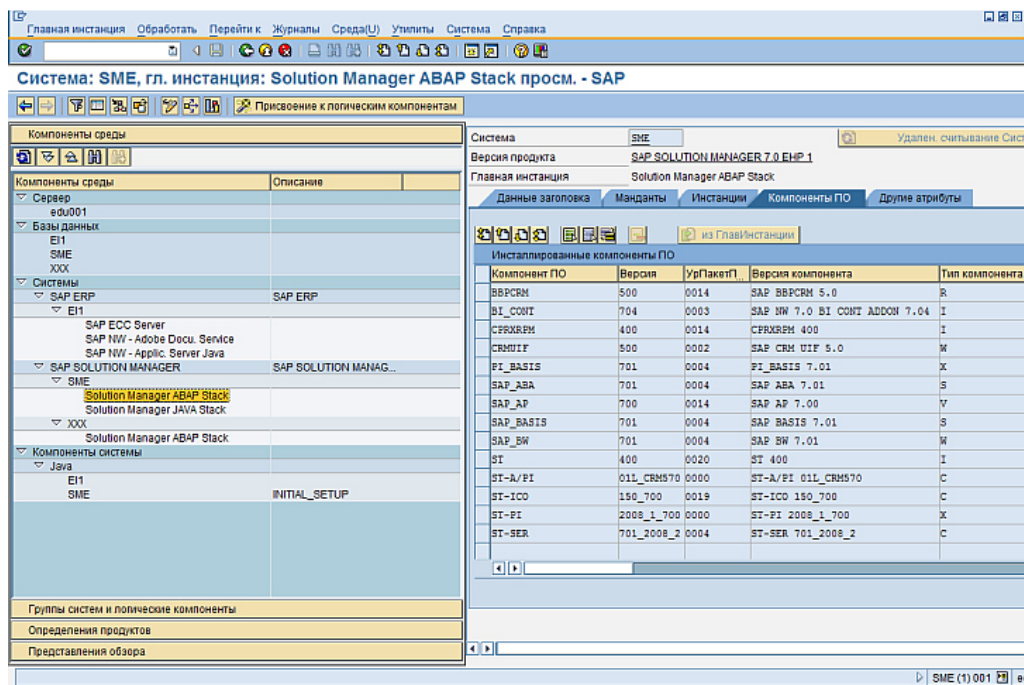 Главная инстанция Обработать Перейти к Журналы Среда(U) Утилиты Система Справка
Система: SME, гл. инстанция: Solution Manager ABAP Stack просм. - SAP
Присвоение к логическим компонентам
Компоненты среды
Компоненты среды Описание
Сервер
edu001
Базы данных
EI1
SME
XXX
Системы
SAP ERP SAP ERP
EI1
SAP ECC Server
SAP NW - Adobe Docu. Service
SAP NW - Applic. Server Java
SAP SOLUTION MANAGER SAP SOLUTION MANAG...
SME
Solution Manager ABAP Stack
Solution Manager JAVA Stack
XXX
Solution Manager ABAP Stack
Компоненты системы
Java
EI1
SME INITIAL_SETUP
Группы систем и логические компоненты
Определения продуктов
Представления обзора
Система SME Удален. считывание Сист
Версия продукта SAP SOLUTION MANAGER 7.0 EHP 1
Главная инстанция Solution Manager ABAP Stack
Данные заголовка Манданты Инстанции Компоненты ПО Другие атрибуты
из ГлавИнстанции
Инсталлированные компоненты ПО
Компонент ПО Версия УрПакетП... Версия компонента Тип компонента
BBPCRM 500 0014 SAP BBPCRM 5.0 R
BI_CONT 704 0003 SAP NW 7.0 BI CONT ADDON 7.04 I
CPRXRPM 400 0014 CPRXRPM 400 I
CRMUIF 500 0002 SAP CRM UIF 5.0 W
PI_BASIS 701 0004 PI_BASIS 7.01 X
SAP_ABA 701 0004 SAP ABA 7.01 S
SAP_AP 700 0014 SAP AP 7.00 V
SAP_BASIS 701 0004 SAP BASIS 7.01 S
SAP_BW 701 0004 SAP BW 7.01 W
ST 400 0020 ST 400 I
ST-A/PI 01L_CRM570 0000 ST-A/PI 01L_CRM570 C
ST-ICO 150_700 0019 ST-ICO 150_700 C
ST-PI 2008_1_700 0000 ST-PI 2008_1_700 X
ST-SER 701_2008_2 0004 ST-SER 701_2008_2 C
SME (1) 001